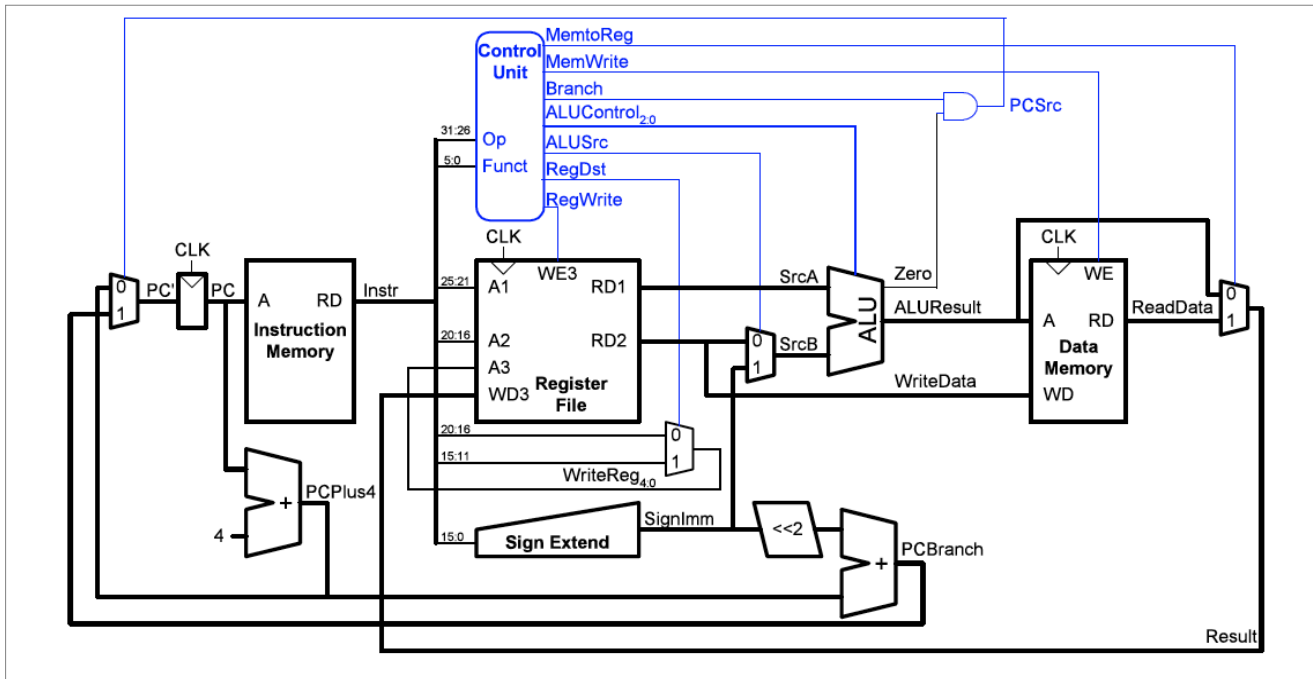 MemtoReg
Control
Unit
MemWrite
Branch
PCSrc
ALUControl2:0
31:26
Op
ALUSrc
5:0
Funct
RegDst
RegWrite
CLK
CLK
CLK
0
1
PC'
PC
A
RD
Instruction
Memory
Instr
25:21
A1
WE3
RD1
SrcA
Zero
WE
0
1
20:16
A2
RD2
0
1
SrcB
ALU
ALUResult
A
RD
ReadData
A3
WD3
Register
File
Data
Memory
WriteData
WD
20:16
0
15:11
1
WriteReg4:0
PCPlus4
+
4
SignImm
15:0
Sign Extend
<<2
+
PCBranch
Result